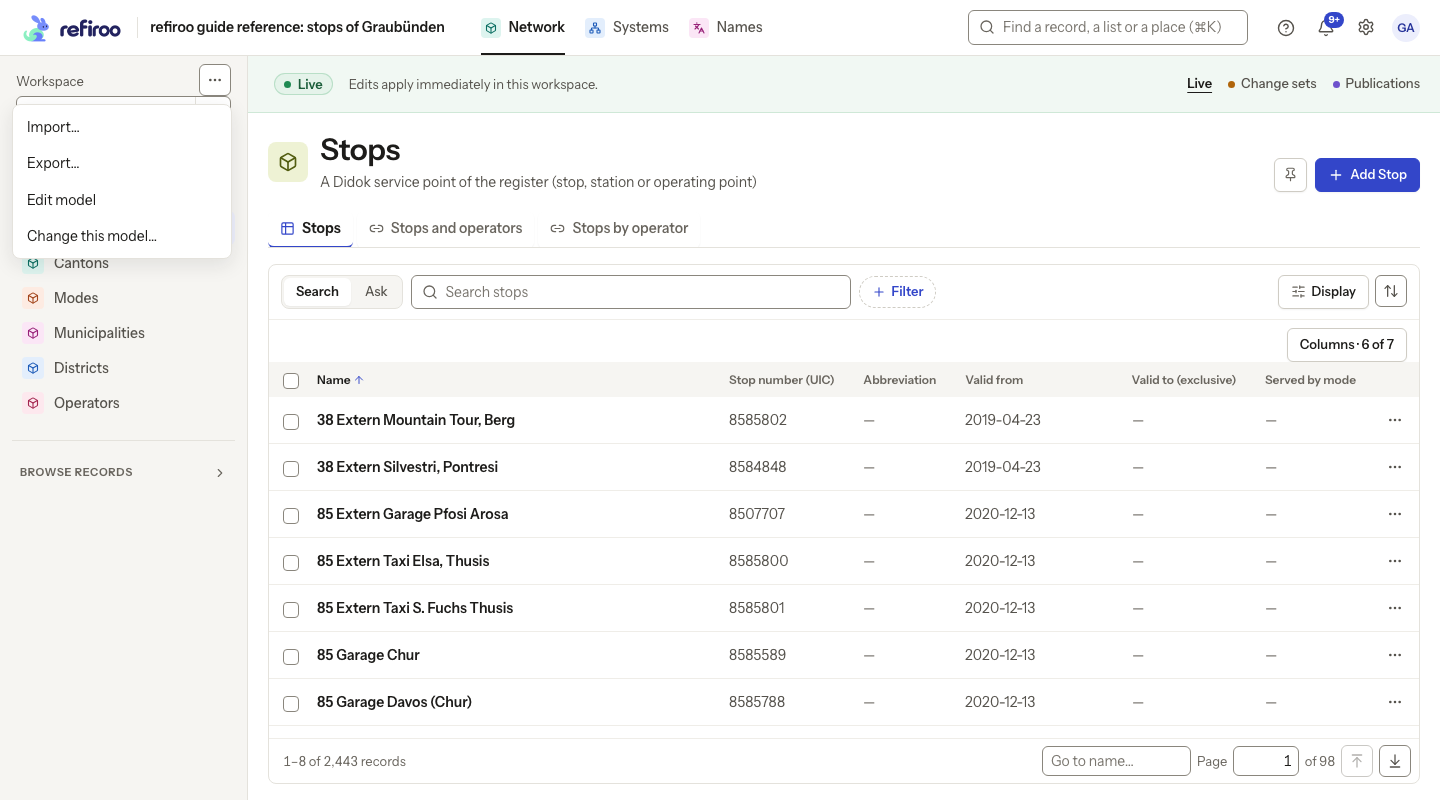 refiroo
refiroo guide reference: stops of Graubünden
Network
Systems
Names
Find a record, a list or a place (⌘K)
9+
GA
Workspace
Import...
Export...
Edit model
Change this model...
Cantons
Modes
Municipalities
Districts
Operators
BROWSE RECORDS
Live
Edits apply immediately in this workspace.
Live
Change sets
Publications
Stops
A Didok service point of the register (stop, station or operating point)
Add Stop
Stops
Stops and operators
Stops by operator
Search
Ask
Search stops
Filter
Display
Columns · 6 of 7
Name ↑ Stop number (UIC) Abbreviation Valid from Valid to (exclusive) Served by mode
38 Extern Mountain Tour, Berg 8585802 — 2019-04-23 — —
38 Extern Silvestri, Pontresi 8584848 — 2019-04-23 — —
85 Extern Garage Pfosi Arosa 8507707 — 2020-12-13 — —
85 Extern Taxi Elsa, Thusis 8585800 — 2020-12-13 — —
85 Extern Taxi S. Fuchs Thusis 8585801 — 2020-12-13 — —
85 Garage Chur 8585589 — 2020-12-13 — —
85 Garage Davos (Chur) 8585788 — 2020-12-13 — —
1–8 of 2,443 records
Go to name...
Page 1 of 98